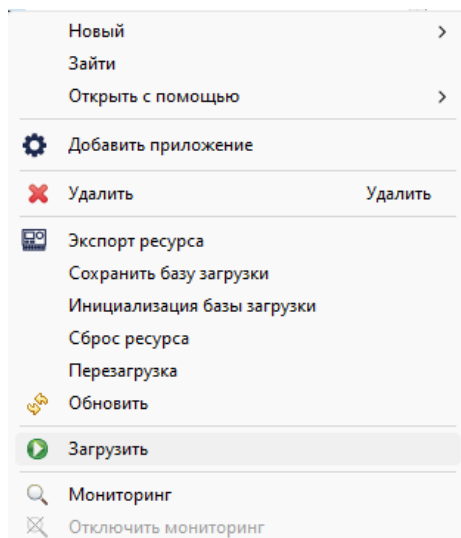 Новый
Зайти
Открыть с помощью
Добавить приложение
Удалить Удалить
Экспорт ресурса
Сохранить базу загрузки
Инициализация базы загрузки
Сброс ресурса
Перезагрузка
Обновить
Загрузить
Мониторинг
Отключить мониторинг